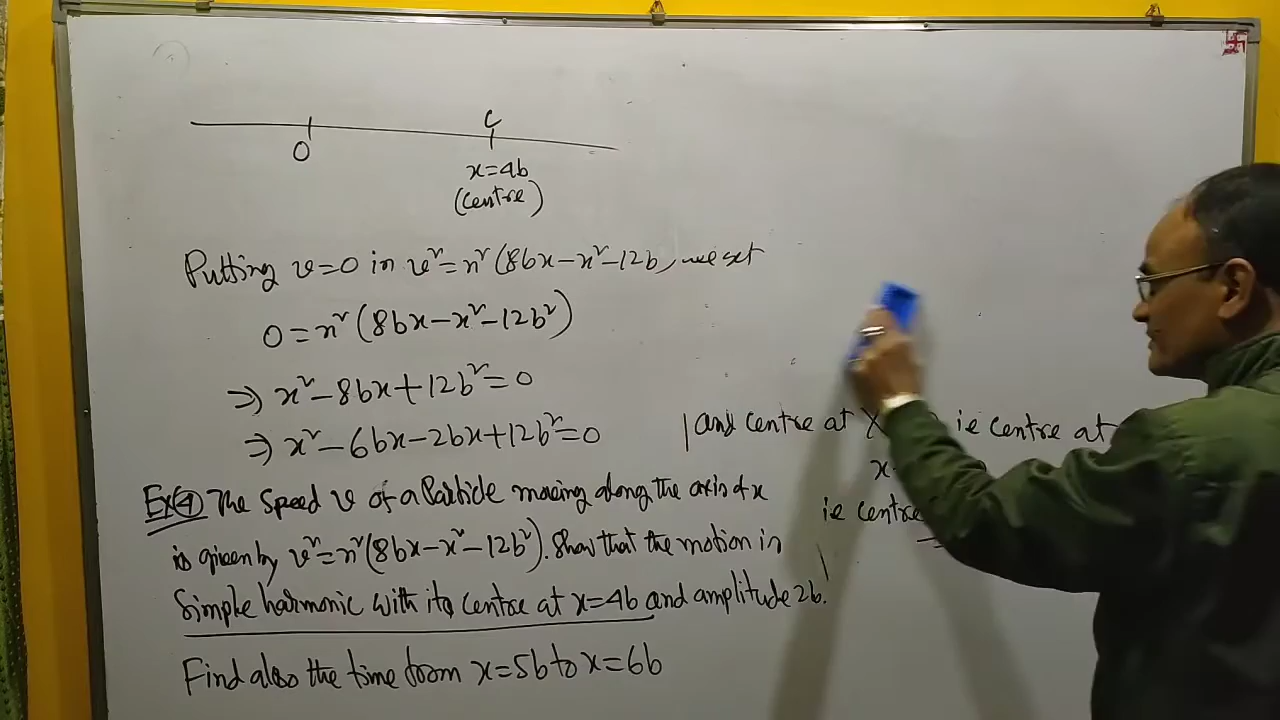 O
C
x=4b
(Centre)
Putting v=0 in v²=n²(8bx-x²-12b) we get
0=n²(8bx-x²-12b²)
⇒ x²-8bx+12b²=0
⇒ x²-6bx-2bx+12b²=0
and centre at X ie centre at
x=
ie centre
Ex④ The Speed v of a Particle moving along the axis of x
is given by v²=n²(8bx-x²-12b²). Show that the motion is
Simple harmonic with its centre at x=4b and amplitude 2b.
Find also the time from x=5b to x=6b